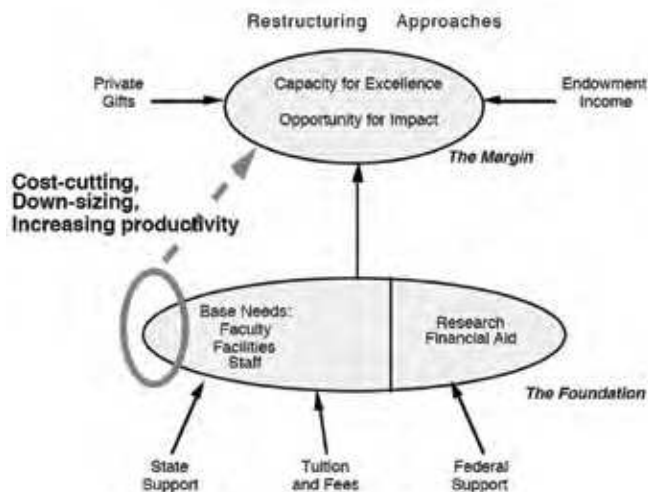 Restructuring Approaches
Private
Gifts
Capacity for Excellence
Opportunity for Impact
Endowment
Income
The Margin
Cost-cutting,
Down-sizing,
Increasing productivity
Base Needs:
Faculty
Facilities
Staff
Research
Financial Aid
The Foundation
State
Support
Tuition
and Fees
Federal
Support